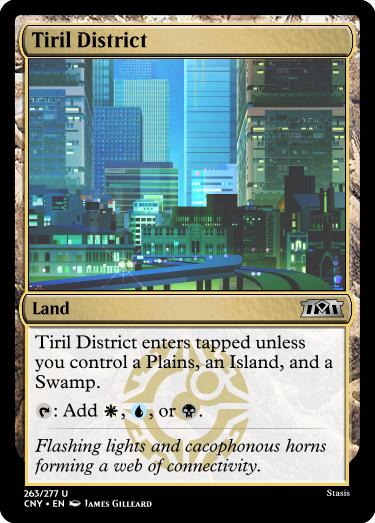 Tiril District
Land
Tiril District enters tapped unless
you control a Plains, an Island, and a
Swamp.
: Add , , or .
Flashing lights and cacophonous horns
forming a web of connectivity.
263/277 U
Stasis
CNY • EN James Gilleard